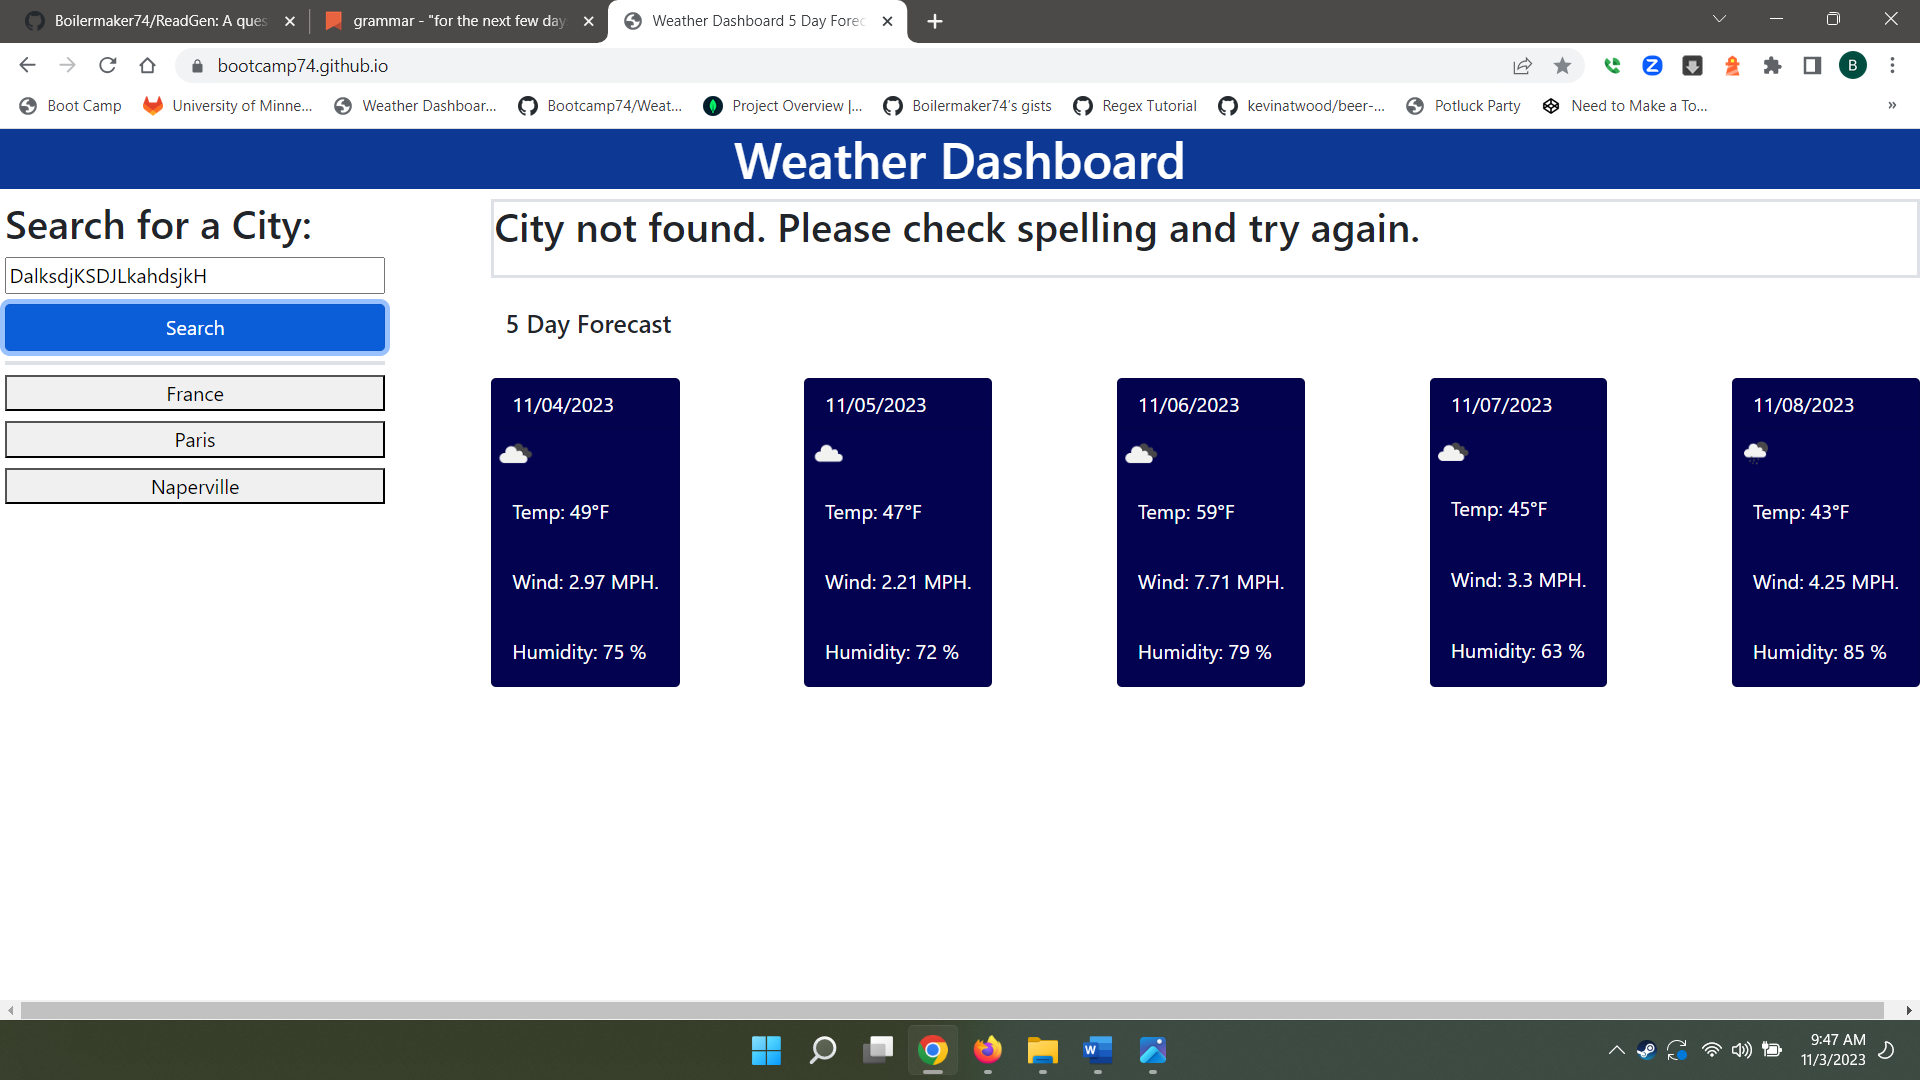 Boilermaker74/ReadGen: A ques
grammar - "for the next few day
Weather Dashboard 5 Day Forec
bootcamp74.github.io
B
Boot Camp
University of Minne...
Weather Dashboar...
Bootcamp74/Weat...
Project Overview |...
Boilermaker74's gists
Regex Tutorial
kevinatwood/beer-...
Potluck Party
Need to Make a To...
»
Weather Dashboard
Search for a City:
DalksdjKSDJLkahdsjkH
Search
France
Paris
Naperville
City not found. Please check spelling and try again.
5 Day Forecast
11/04/2023
Temp: 49°F
Wind: 2.97 MPH.
Humidity: 75 %
11/05/2023
Temp: 47°F
Wind: 2.21 MPH.
Humidity: 72 %
11/06/2023
Temp: 59°F
Wind: 7.71 MPH.
Humidity: 79 %
11/07/2023
Temp: 45°F
Wind: 3.3 MPH.
Humidity: 63 %
11/08/2023
Temp: 43°F
Wind: 4.25 MPH.
Humidity: 85 %
9:47 AM
11/3/2023